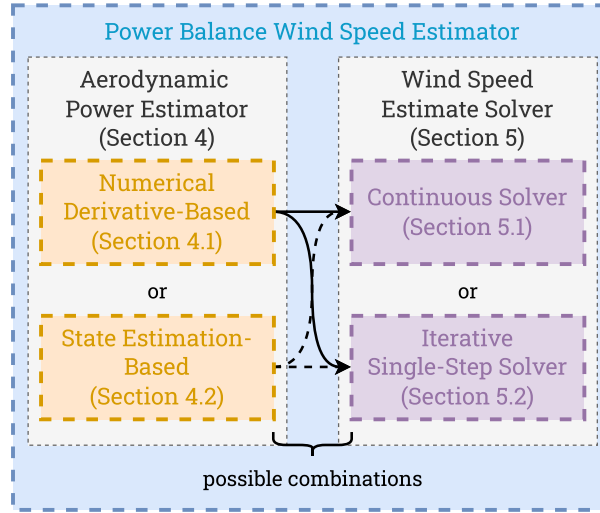 Power Balance Wind Speed Estimator
Aerodynamic
Power Estimator
(Section 4)
Numerical
Derivative-Based
(Section 4.1)
or
State Estimation-
Based
(Section 4.2)
Wind Speed
Estimate Solver
(Section 5)
Continuous Solver
(Section 5.1)
or
Iterative
Single-Step Solver
(Section 5.2)
possible combinations